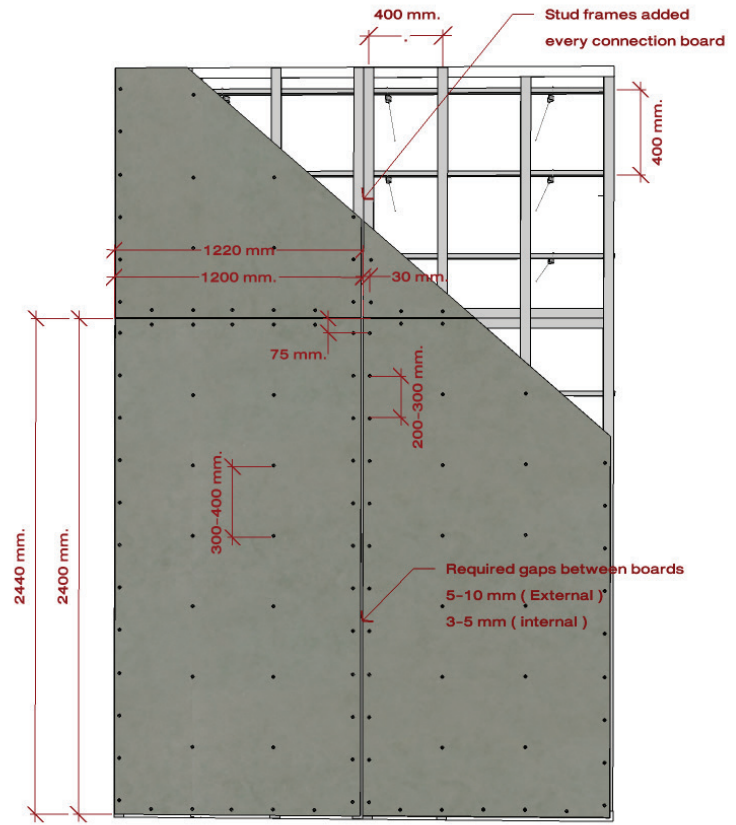 400 mm.
Stud frames added
every connection board
400 mm.
1220 mm
1200 mm.
30 mm.
75 mm.
200-300 mm.
300-400 mm.
2440 mm.
2400 mm.
Required gaps between boards
5-10 mm ( External )
3-5 mm ( internal )